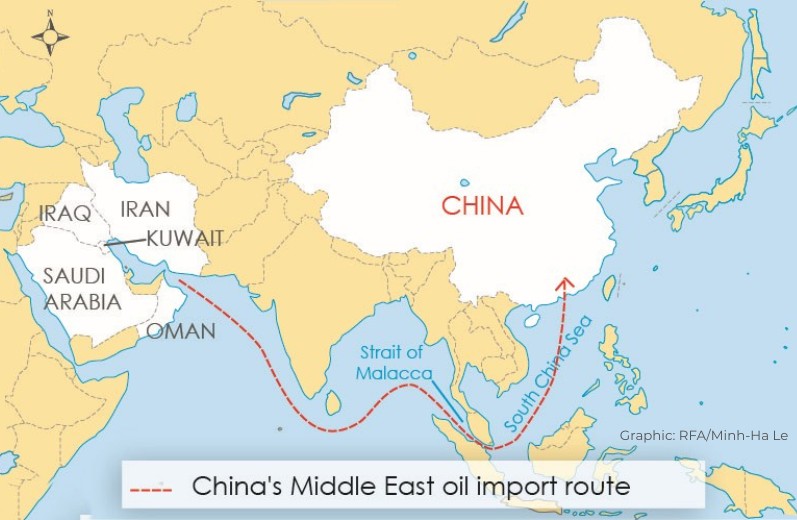 N
IRAQ
IRAN
KUWAIT
SAUDI
ARABIA
OMAN
CHINA
Strait of
Malacca
South China Sea
Graphic: RFA/Minh-Ha Le
China's Middle East oil import route